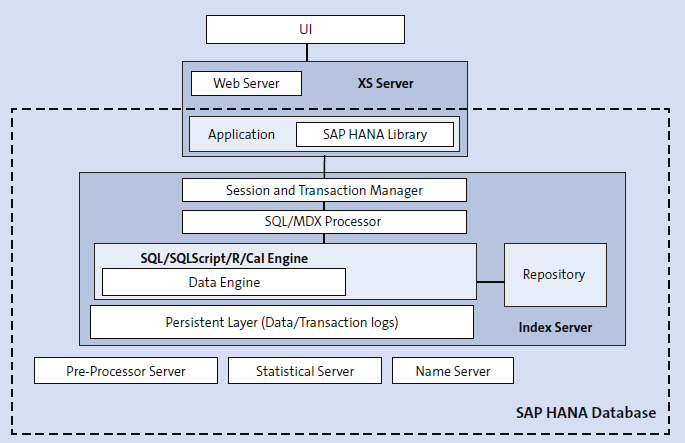 UI
Web Server
XS Server
Application
SAP HANA Library
Session and Transaction Manager
SQL/MDX Processor
SQL/SQLScript/R/Cal Engine
Data Engine
Repository
Persistent Layer (Data/Transaction logs)
Index Server
Pre-Processor Server
Statistical Server
Name Server
SAP HANA Database